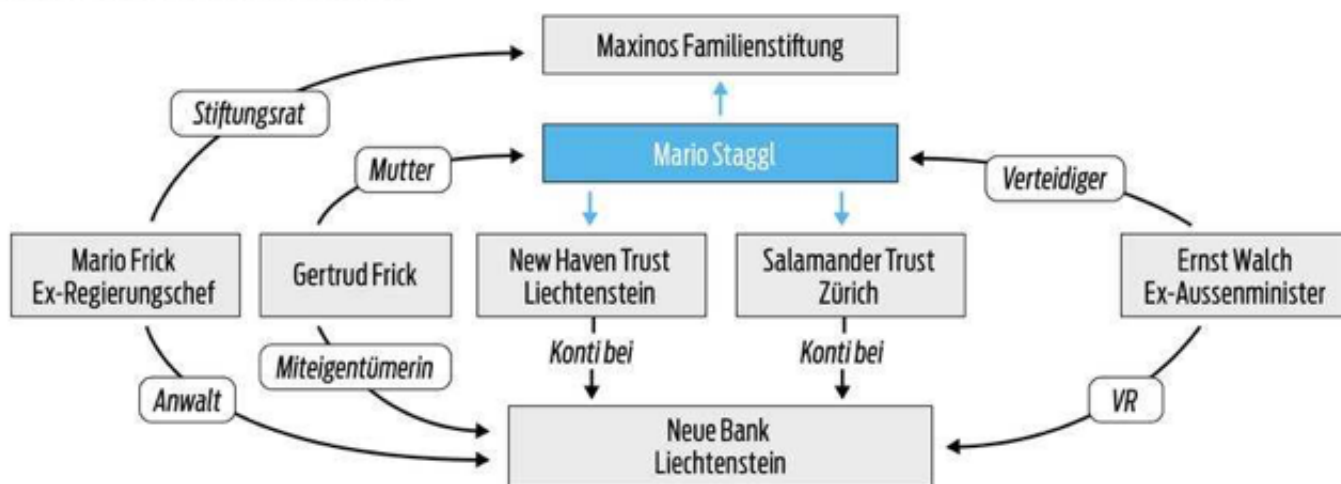 Maxinos Familienstiftung
Stiftungsrat
Mario Staggl
Mutter
Verteidiger
Mario Frick
Ex-Regierungschef
Gertrud Frick
New Haven Trust
Liechtenstein
Salamander Trust
Zürich
Ernst Walch
Ex-Aussenminister
Konti bei
Konti bei
Miteigentümerin
Anwalt
VR
Neue Bank
Liechtenstein